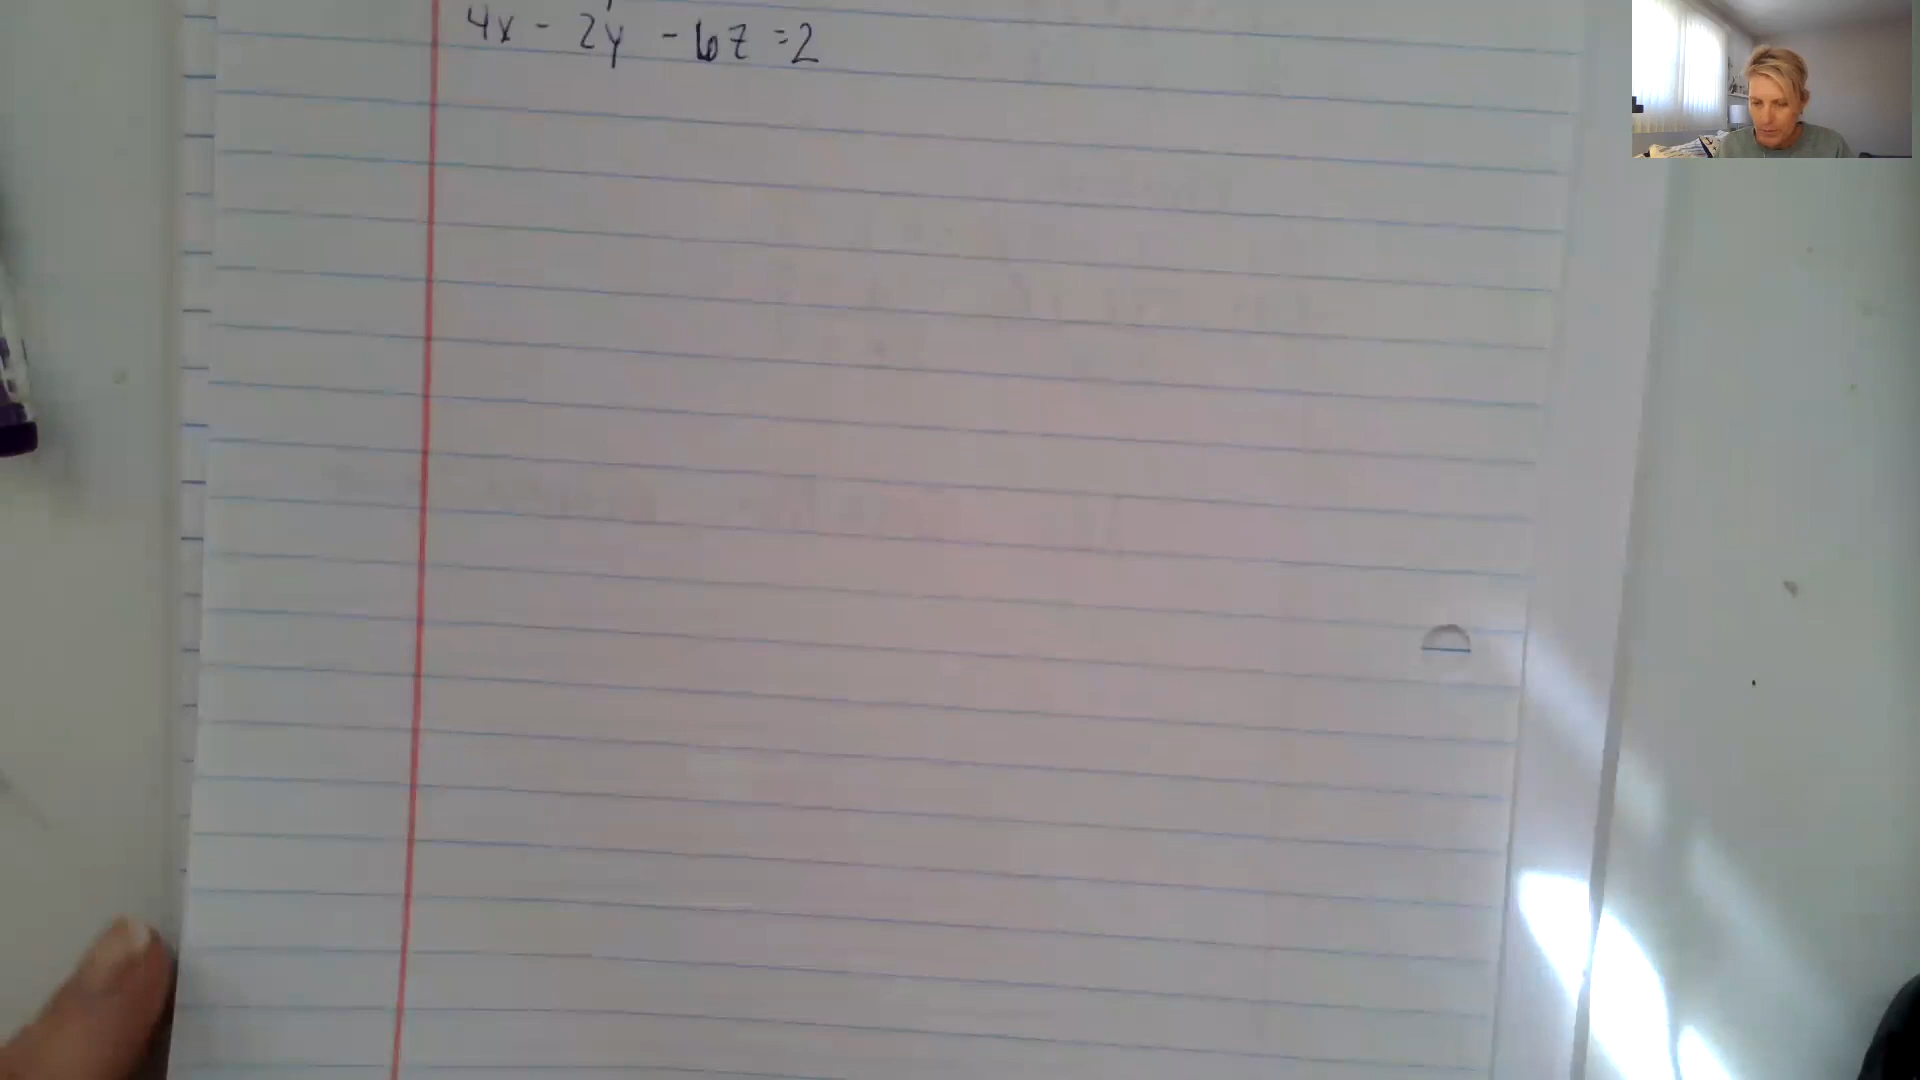 4x - 2y - 6z = 2